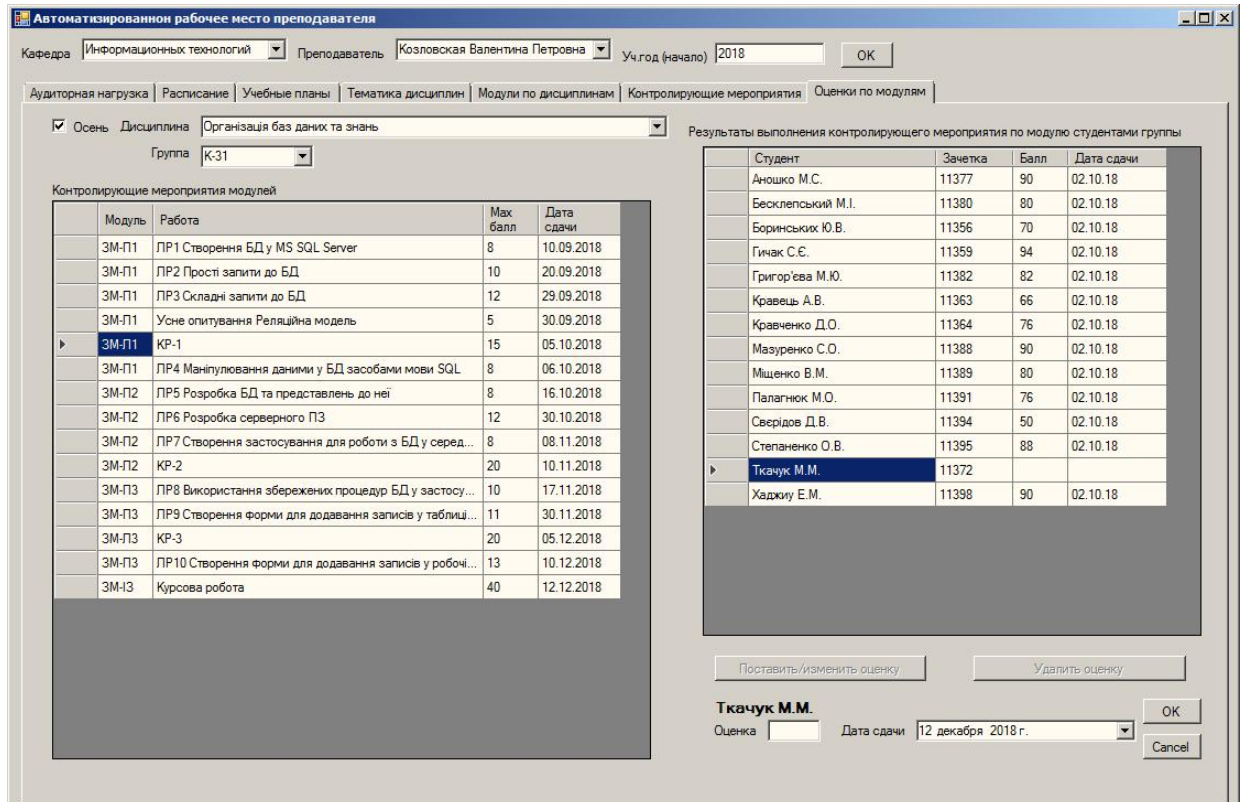 Автоматизированнон рабочее место преподавателя
Кафедра Информационных технологий Преподаватель Козловская Валентина Петровна Уч.год (начало) 2018 OK
Аудиторная нагрузка Расписание Учебные планы Тематика дисциплин Модули по дисциплинам Контролирующие мероприятия Оценки по модулям
Осень Дисциплина Організація баз даних та знань
Группа К-31
Контролирующие мероприятия модулей
Модуль Работа Max балл Дата сдачи
ЗМ-П1 ЛР1 Створення БД у MS SQL Server 8 10.09.2018
ЗМ-П1 ЛР2 Прості запити до БД 10 20.09.2018
ЗМ-П1 ЛР3 Складні запити до БД 12 29.09.2018
ЗМ-П1 Усне опитування Реляційна модель 5 30.09.2018
ЗМ-П1 КР-1 15 05.10.2018
ЗМ-П1 ЛР4 Маніпулювання даними у БД засобами мови SQL 8 06.10.2018
ЗМ-П2 ЛР5 Розробка БД та представлень до неї 8 16.10.2018
ЗМ-П2 ЛР6 Розробка серверного ПЗ 12 30.10.2018
ЗМ-П2 ЛР7 Створення застосування для роботи з БД у серед... 8 08.11.2018
ЗМ-П2 КР-2 20 10.11.2018
ЗМ-П3 ЛР8 Використання збережених процедур БД у застосу... 10 17.11.2018
ЗМ-П3 ЛР9 Створення форми для додавання записів у таблиці... 11 30.11.2018
ЗМ-П3 КР-3 20 05.12.2018
ЗМ-П3 ЛР10 Створення форми для додавання записів у робочі... 13 10.12.2018
ЗМ-ІЗ Курсова робота 40 12.12.2018
Результаты выполнения контролирующего мероприятия по модулю студентами группы
Студент Зачетка Балл Дата сдачи
Аношко М.С. 11377 90 02.10.18
Бесклепський М.І. 11380 80 02.10.18
Боринських Ю.В. 11356 70 02.10.18
Гичак С.Є. 11359 94 02.10.18
Григор'єва М.Ю. 11382 82 02.10.18
Кравець А.В. 11363 66 02.10.18
Кравченко Д.О. 11364 76 02.10.18
Мазуренко С.О. 11388 90 02.10.18
Міщенко В.М. 11389 80 02.10.18
Палагнюк М.О. 11391 76 02.10.18
Свєрідов Д.В. 11394 50 02.10.18
Степаненко О.В. 11395 88 02.10.18
Ткачук М.М. 11372
Хаджиу Е.М. 11398 90 02.10.18
Поставить/изменить оценку Удалить оценку
Ткачук М.М.
Оценка Дата сдачи 12 декабря 2018 г.
OK
Cancel